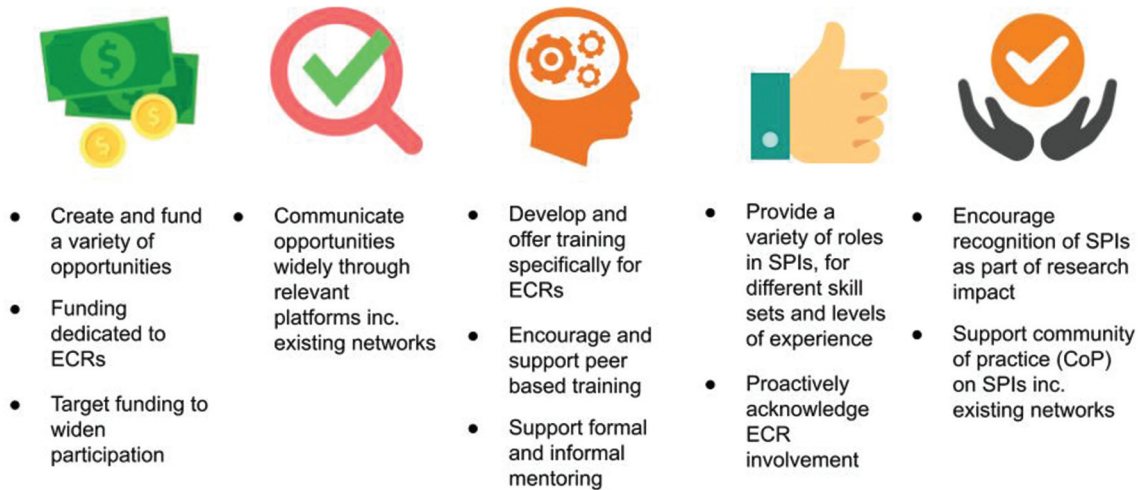 ● Create and fund
a variety of
opportunities
● Funding
dedicated to
ECRs
● Target funding to
widen
participation
● Communicate
opportunities
widely through
relevant
platforms inc.
existing networks
● Develop and
offer training
specifically for
ECRs
● Encourage and
support peer
based training
● Support formal
and informal
mentoring
● Provide a
variety of roles
in SPIs, for
different skill
sets and levels
of experience
● Proactively
acknowledge
ECR
involvement
● Encourage
recognition of SPIs
as part of research
impact
● Support community
of practice (CoP)
on SPIs inc.
existing networks